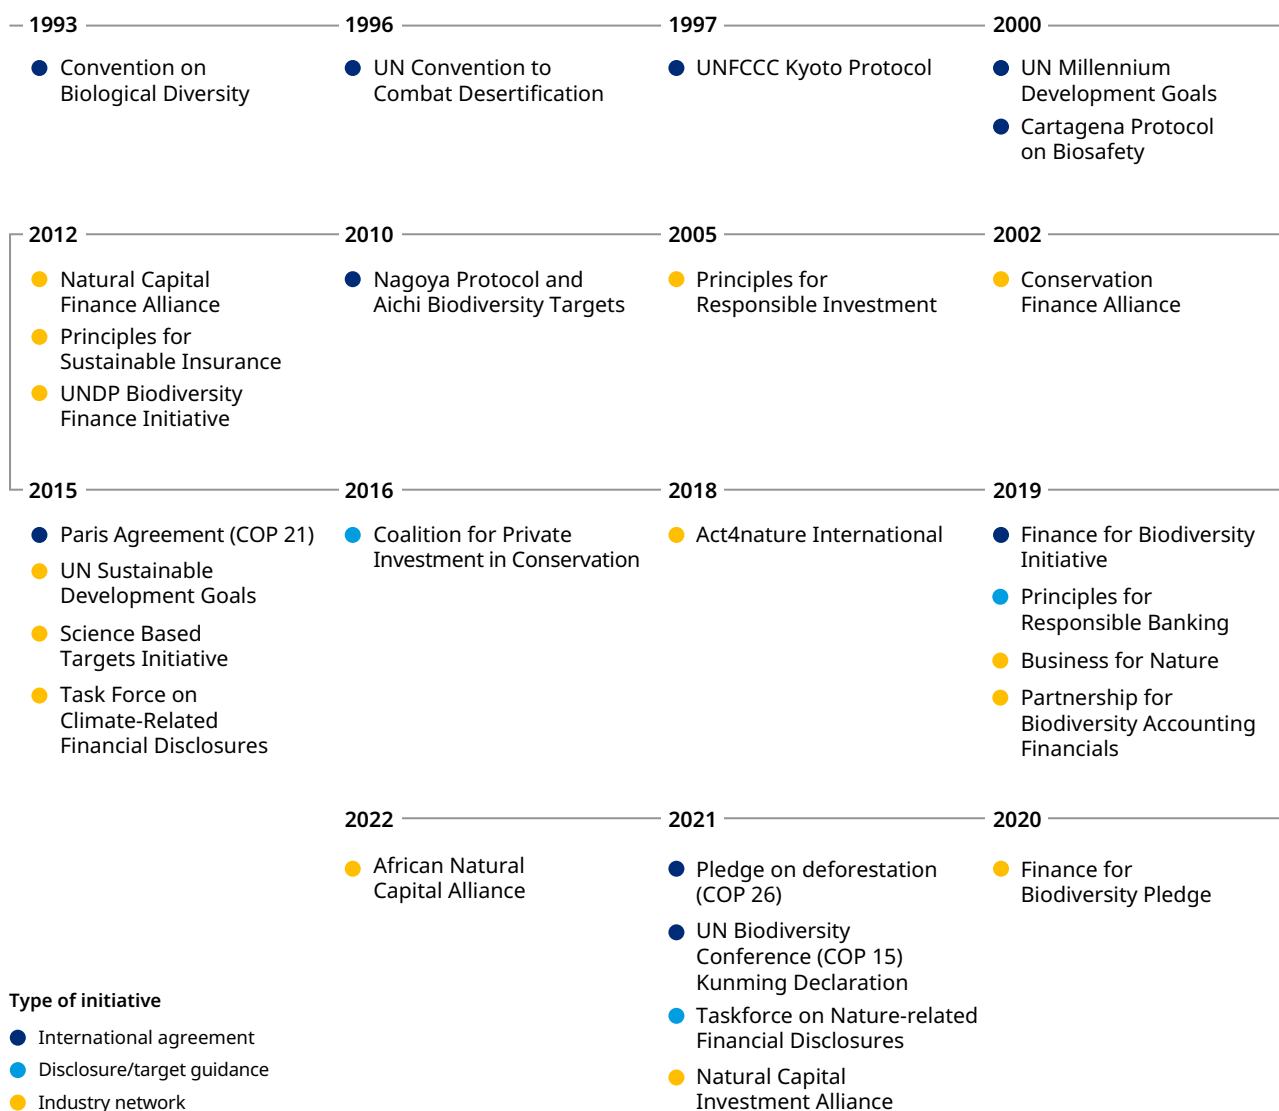 1993
Convention on
Biological Diversity
1996
UN Convention to
Combat Desertification
1997
UNFCCC Kyoto Protocol
2000
UN Millennium
Development Goals
Cartagena Protocol
on Biosafety
2012
Natural Capital
Finance Alliance
Principles for
Sustainable Insurance
UNDP Biodiversity
Finance Initiative
2010
Nagoya Protocol and
Aichi Biodiversity Targets
2005
Principles for
Responsible Investment
2002
Conservation
Finance Alliance
2015
Paris Agreement (COP 21)
UN Sustainable
Development Goals
Science Based
Targets Initiative
Task Force on
Climate-Related
Financial Disclosures
2016
Coalition for Private
Investment in Conservation
2018
Act4nature International
2019
Finance for Biodiversity
Initiative
Principles for
Responsible Banking
Business for Nature
Partnership for
Biodiversity Accounting
Financials
2022
African Natural
Capital Alliance
2021
Pledge on deforestation
(COP 26)
UN Biodiversity
Conference (COP 15)
Kunming Declaration
Taskforce on Nature-related
Financial Disclosures
Natural Capital
Investment Alliance
2020
Finance for
Biodiversity Pledge
Type of initiative
International agreement
Disclosure/target guidance
Industry network